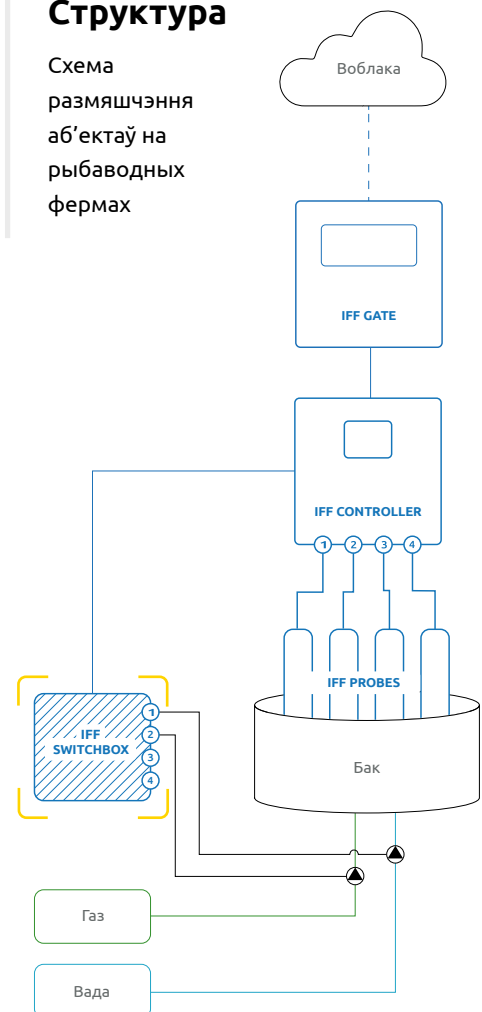 Структура
Схема
размяшчэння
аб’ектаў на
рыбаводных
фермах
Воблака
IFF GATE
IFF CONTROLLER
1 2 3 4
IFF PROBES
IFF
SWITCHBOX
1
2
3
4
Бак
Газ
Вада